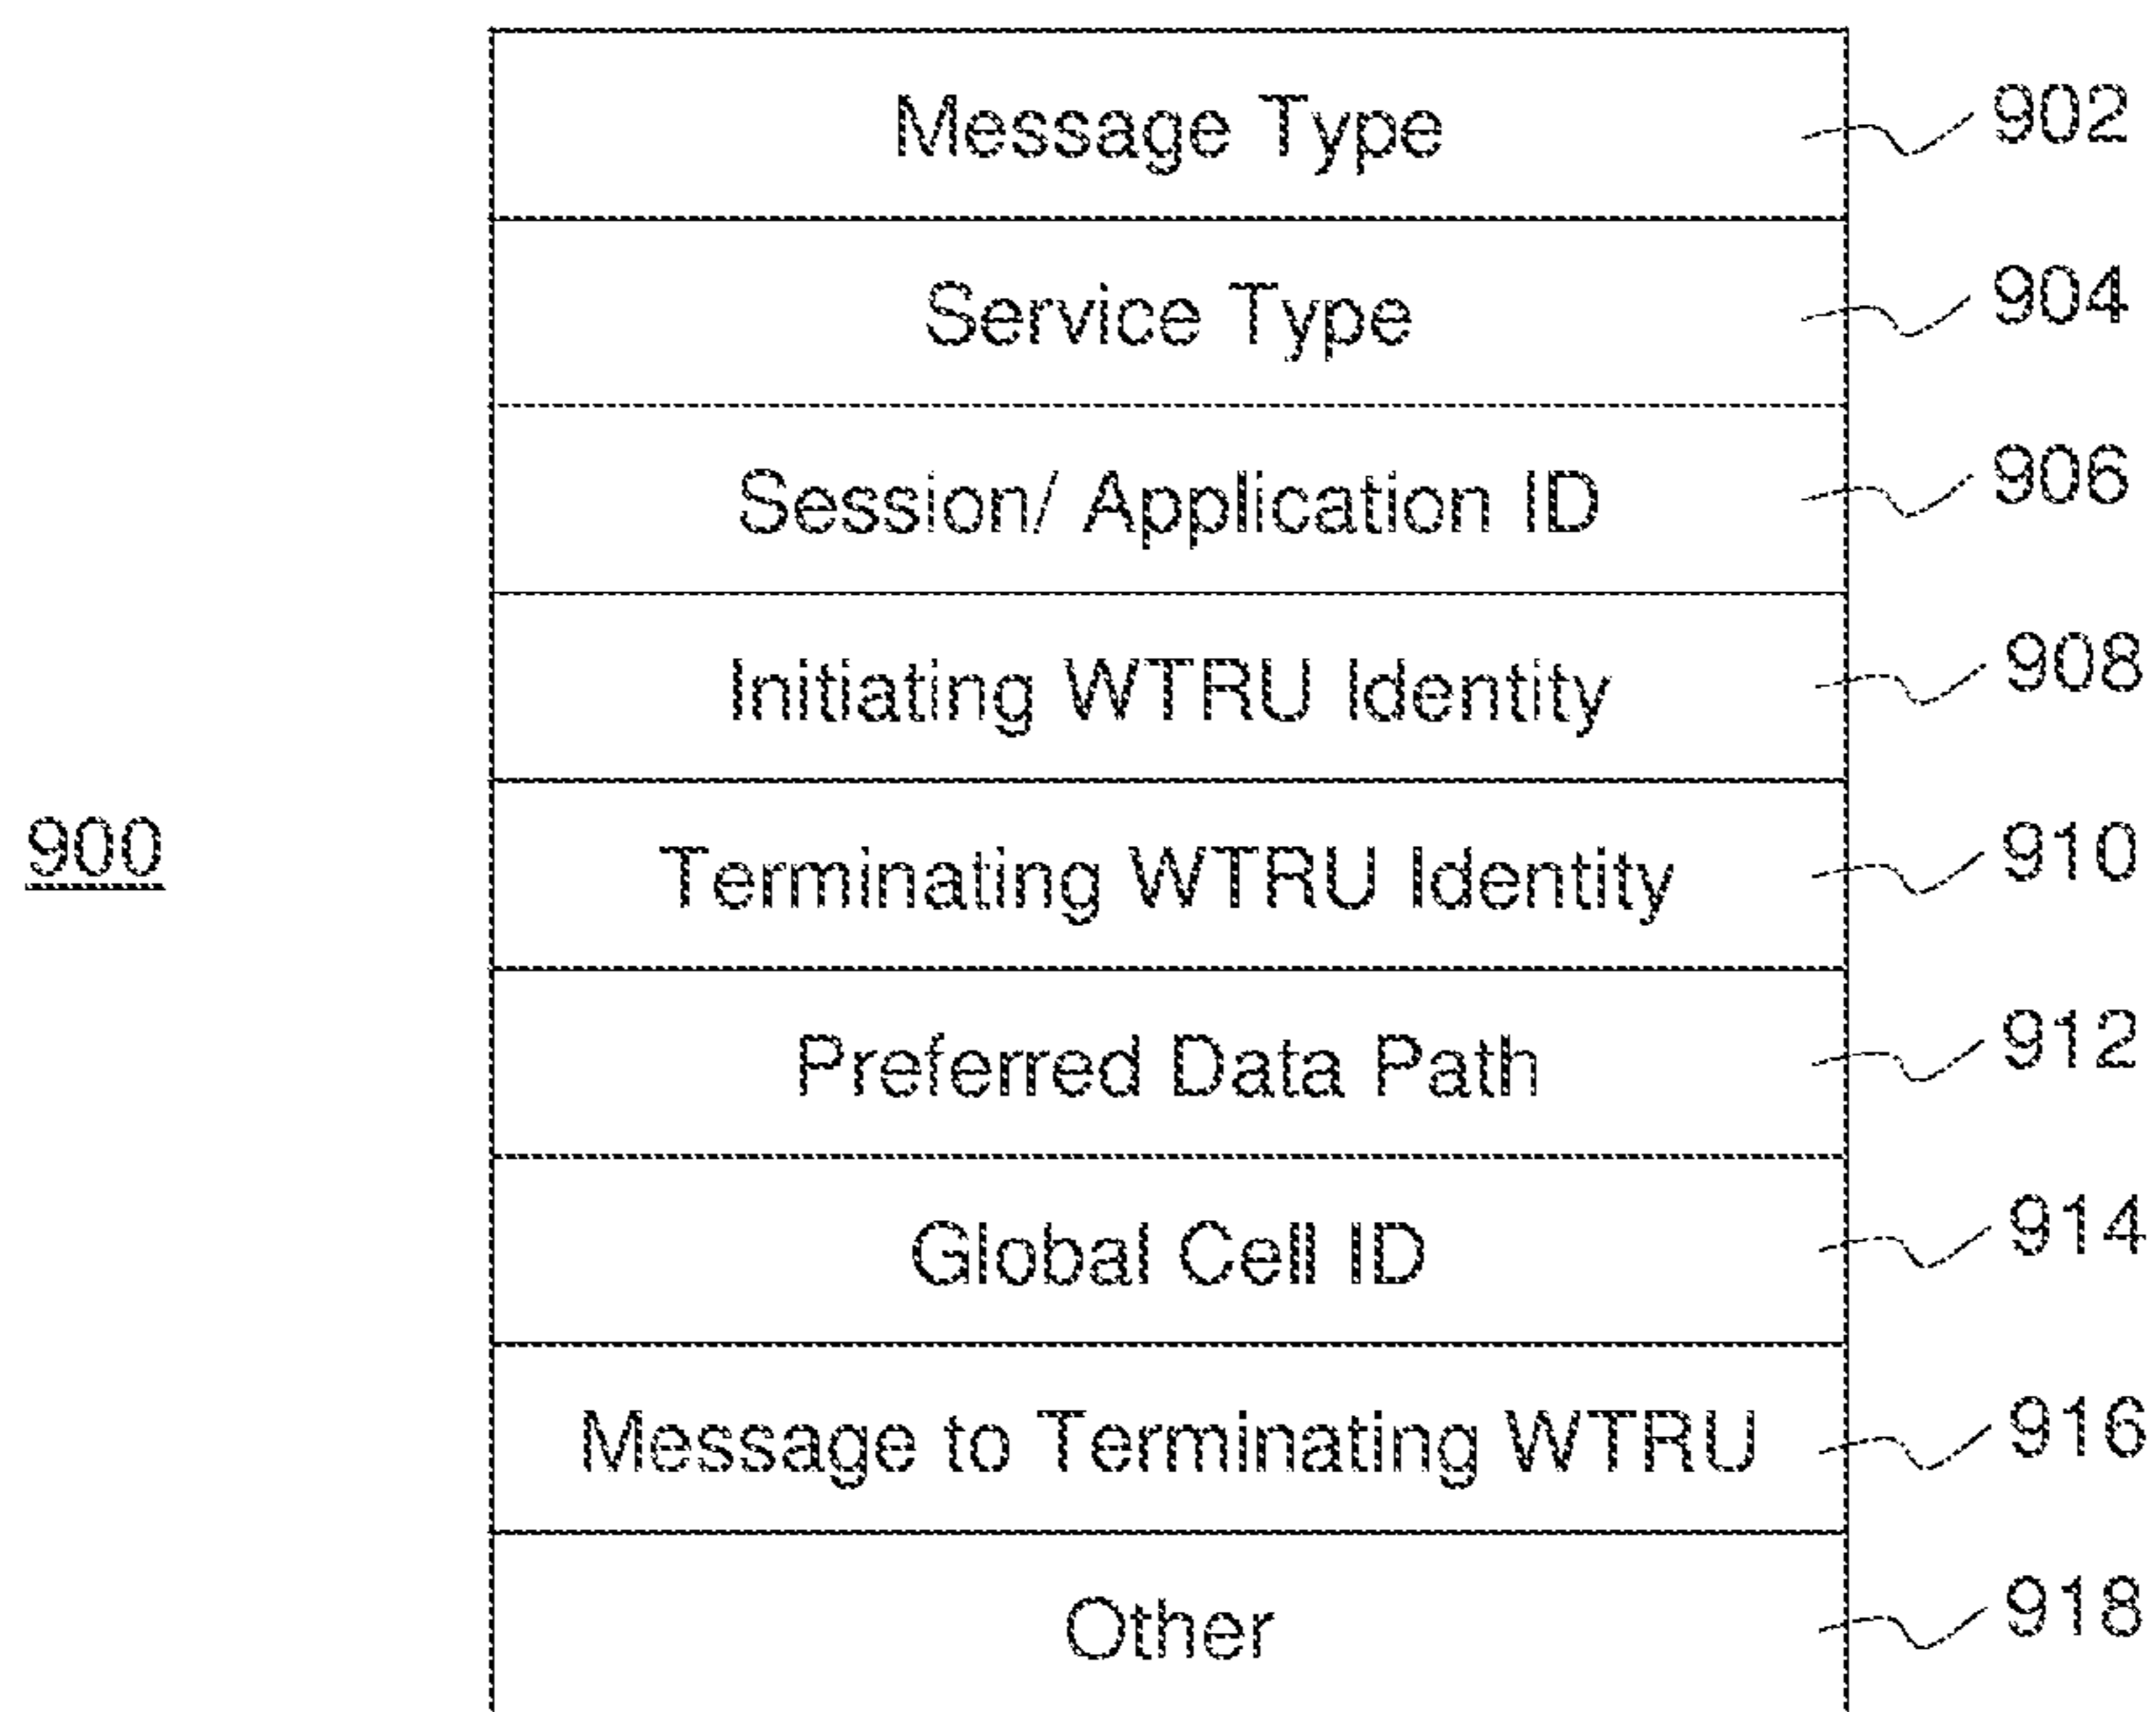 Message Type 902
Service Type 904
Session/ Application ID 906
Initiating WTRU Identity 908
900
Terminating WTRU Identity 910
Preferred Data Path 912
Global Cell ID 914
Message to Terminating WTRU 916
Other 918